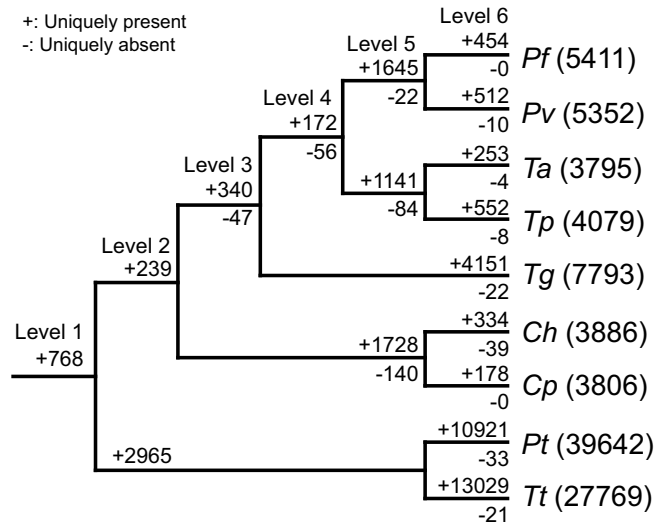 +: Uniquely present
-: Uniquely absent
Level 6
+454
-0
Pf (5411)
Level 5
+1645
-22
+512
-10
Pv (5352)
Level 4
+172
-56
+253
-4
Ta (3795)
+1141
-84
+552
-8
Tp (4079)
Level 3
+340
-47
+4151
-22
Tg (7793)
Level 2
+239
+334
-39
Ch (3886)
+1728
-140
+178
-0
Cp (3806)
Level 1
+768
+10921
-33
Pt (39642)
+2965
+13029
-21
Tt (27769)